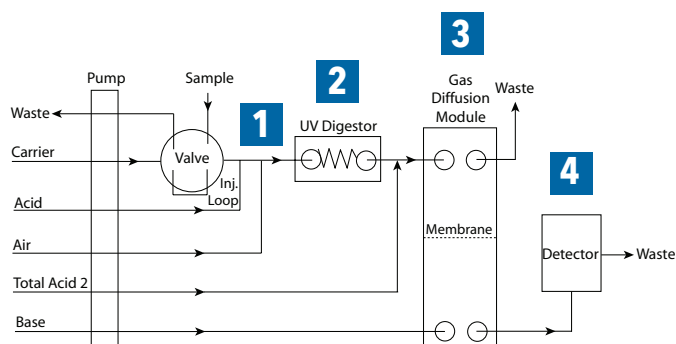 3
2
Pump
Sample
Gas
Diffusion
Module
Waste
Waste
1
UV Digestor
4
Carrier
Valve
Inj.
Loop
Acid
Membrane
Air
Detector
Waste
Total Acid 2
Base